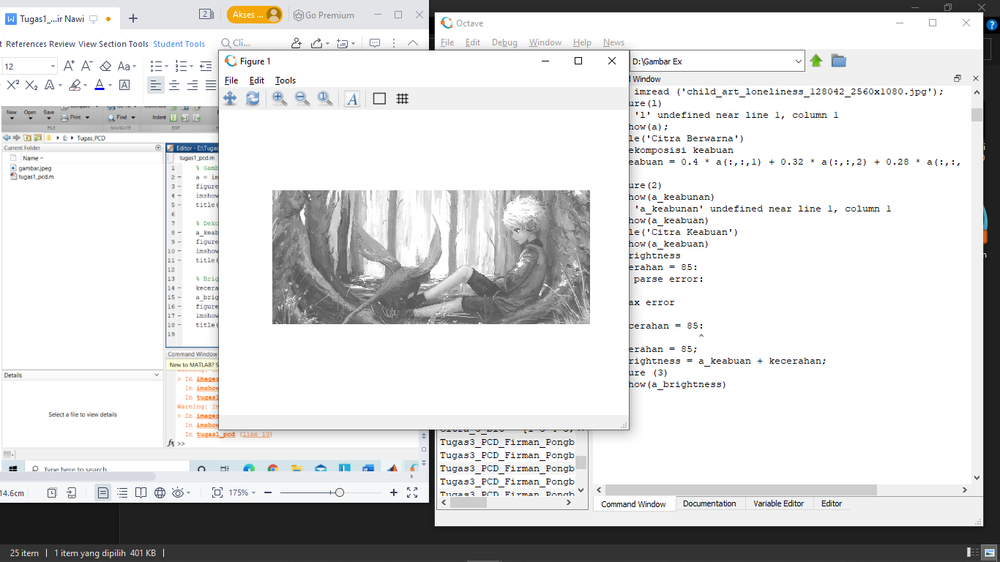 Tugas1_...ir Nawi
2
Akses ...
Go Premium
t References Review View Section Tools Student Tools
Cli...
12
Aa
New Open Save
Print
Find
Indent
FILE
NAVIGATE
E: Tugas_PCD
Current Folder
Name
gambar.jpeg
tugas1_pcd.m
Editor - E:\Tugas
tugas1_pcd.m
1 % Gamb
2 a = im
3 figure
4 imshow
5 title(
6
7 % Deko
8 a_keab
9 figure
10 imshow
11 title(
12
13 % Brig
14 kecera
15 a_brig
16 figure
17 imshow
18 title(
19
Details
Select a file to view details
Command Window
New to MATLAB? S
> In images
In imshow
In tugas1
Warning: Im
> In images
In imshow
In tugas1_pcd (line 10)
fx >>
Type here to search
14.6cm
175%
Figure 1
File Edit Tools
Octave
File Edit Debug Window Help News
D:\Gambar Ex
d Window
imread ('child_art_loneliness_128042_2560x1080.jpg');
ure(l)
'l' undefined near line 1, column 1
how(a);
le('Citra Berwarna')
ekomposisi keabuan
eabuan = 0.4 * a(:,:,1) + 0.32 * a(:,:,2) + 0.28 * a(:,:,
ure(2)
how(a_keabunan)
'a_keabunan' undefined near line 1, column 1
how(a_keabuan)
le('Citra Keabuan')
how(a_keabuan)
rightness
erahan = 85:
parse error:
ax error
cerahan = 85:
^
erahan = 85;
rightness = a_keabuan + kecerahan;
ure (3)
how(a_brightness)
Tugas3_PCD_Firman_Pongb
Tugas3_PCD_Firman_Pongb
Tugas3_PCD_Firman_Pongb
Tugas3_PCD_Firman_Pongb
Tugas3_PCD_Firman_Pongb
Command Window Documentation Variable Editor Editor
25 item 1 item yang dipilih 401 KB